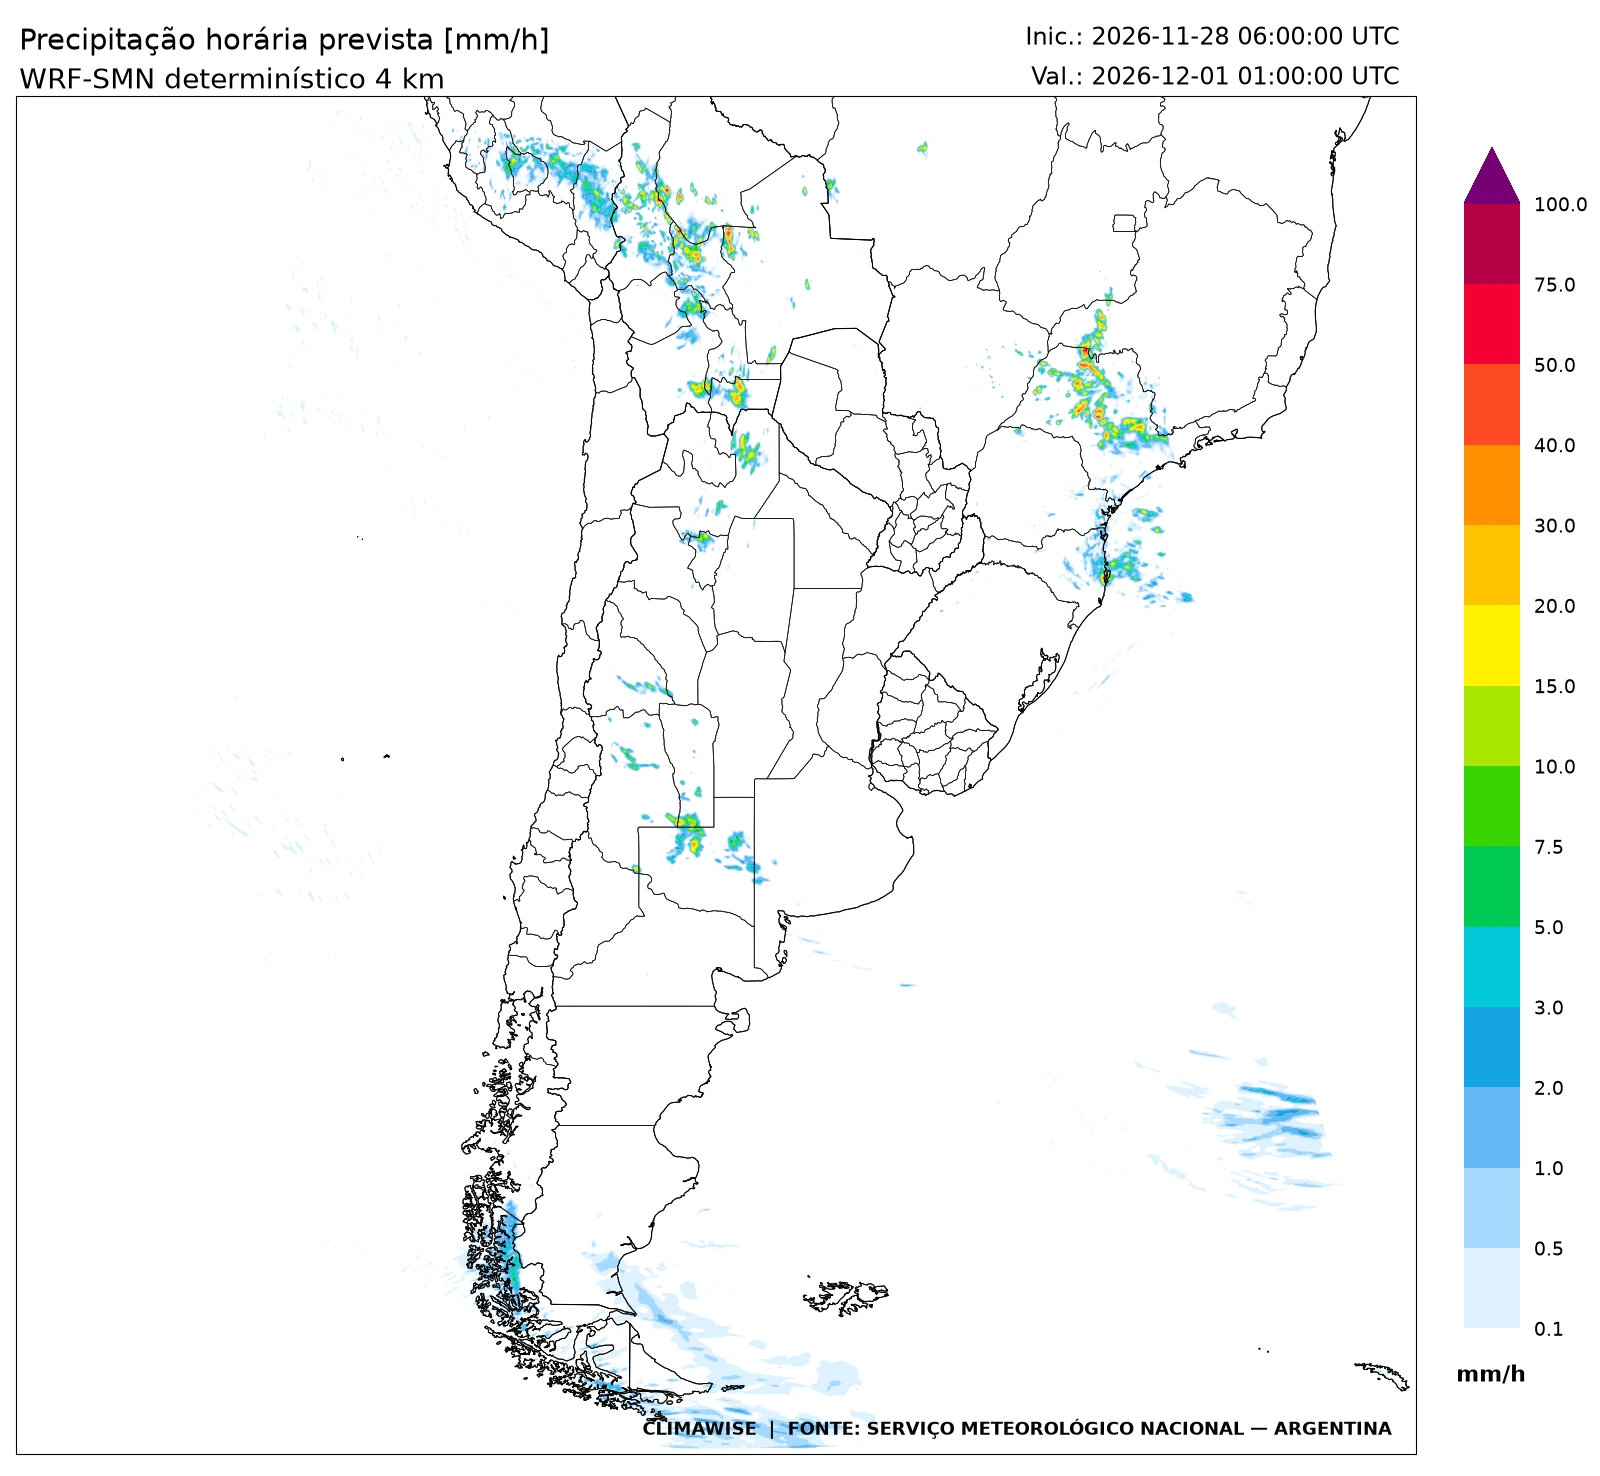 Precipitação horária prevista [mm/h]
WRF-SMN determinístico 4 km
Inic.: 2026-11-28 06:00:00 UTC
Val.: 2026-12-01 01:00:00 UTC
100.0
75.0
50.0
40.0
30.0
20.0
15.0
10.0
7.5
5.0
3.0
2.0
1.0
0.5
0.1
mm/h
CLIMAWISE | FONTE: SERVIÇO METEOROLÓGICO NACIONAL — ARGENTINA